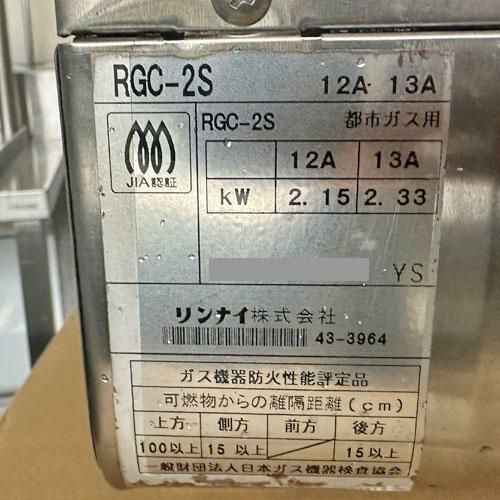 RGC-2S 12A・13A
JIA認証
RGC-2S 都市ガス用
12A 13A
kW 2.15 2.33
YS
リンナイ株式会社
43-3964
ガス機器防火性能評定品
可燃物からの離隔距離(cm)
上方 側方 前方 後方
100以上 15以上 15以上
一般財団法人日本ガス機器検査協会